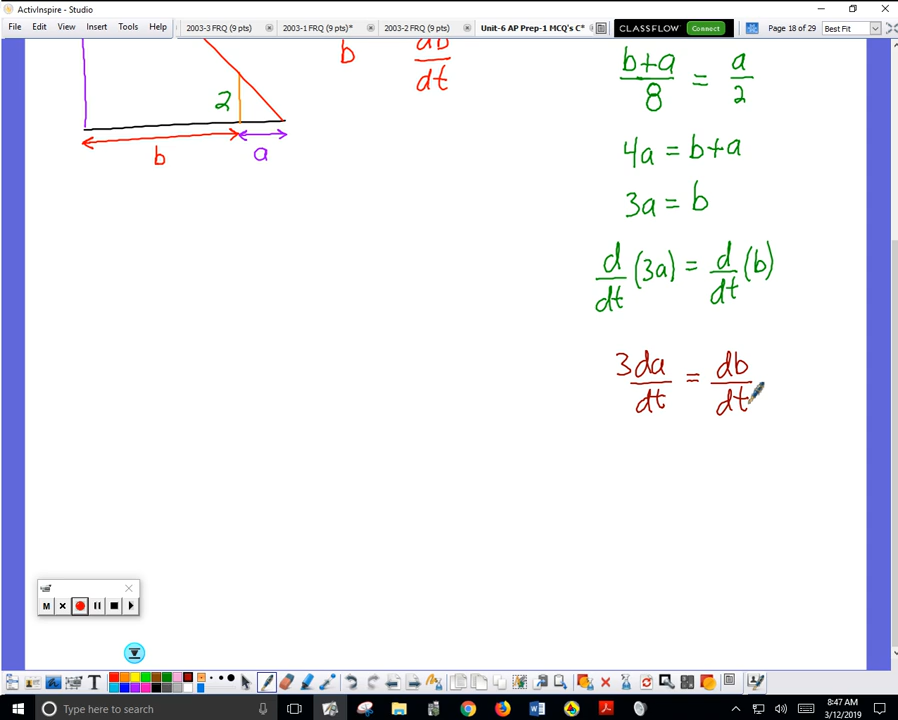 ActivInspire - Studio
File Edit View Insert Tools Help 2003-3 FRQ (9 pts) 2003-1 FRQ (9 pts)* 2003-2 FRQ (9 pts) Unit-6 AP Prep-1 MCQ's C* CLASSFLOW Connect Page 18 of 29 Best Fit
b
db
dt
2
b
a
b+a / 8 = a / 2
4a = b+a
3a = b
d/dt (3a) = d/dt (b)
3da/dt = db/dt
M
T
Type here to search
8:47 AM
3/12/2019